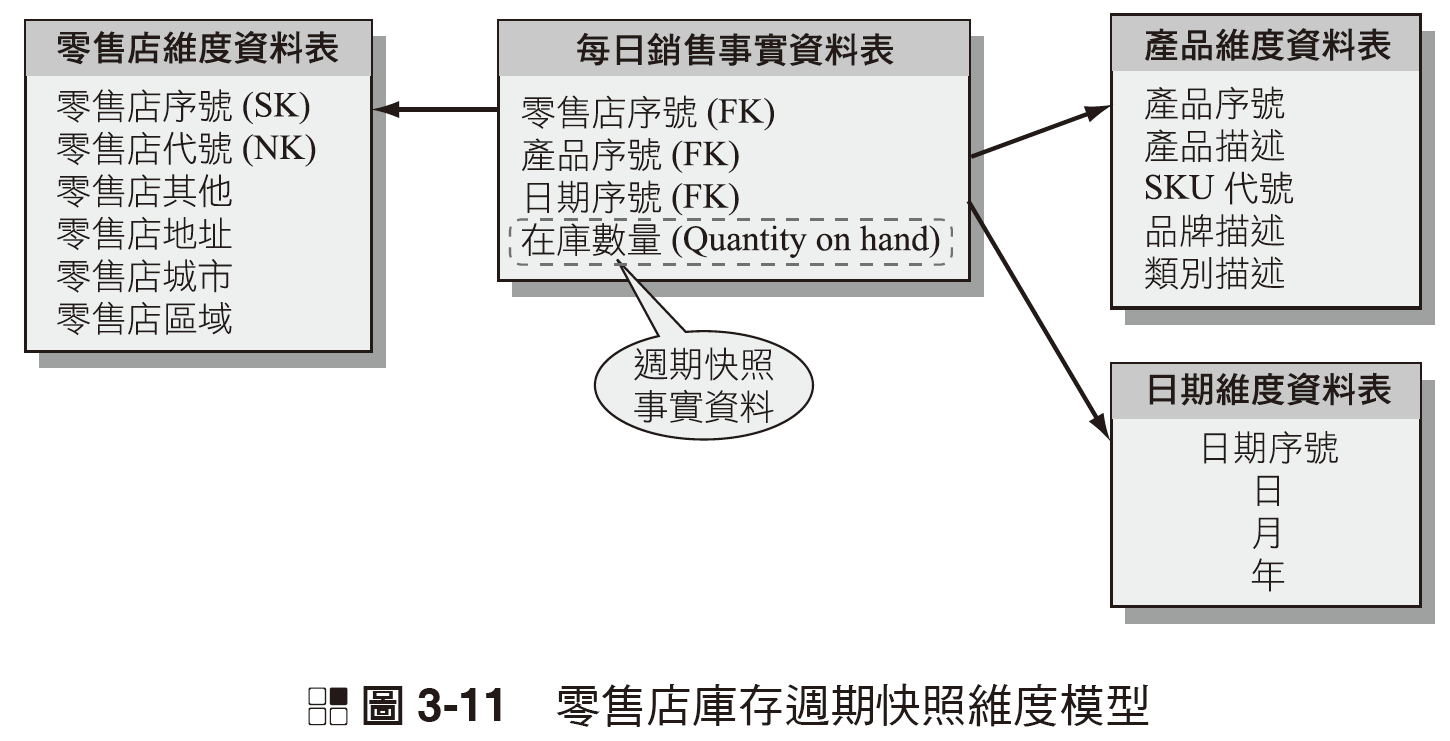 零售店維度資料表
零售店序號 (SK)
零售店代號 (NK)
零售店其他
零售店地址
零售店城市
零售店區域
每日銷售事實資料表
零售店序號 (FK)
產品序號 (FK)
日期序號 (FK)
在庫數量 (Quantity on hand)
週期快照
事實資料
產品維度資料表
產品序號
產品描述
SKU 代號
品牌描述
類別描述
日期維度資料表
日期序號
日
月
年
圖 3-11 零售店庫存週期快照維度模型